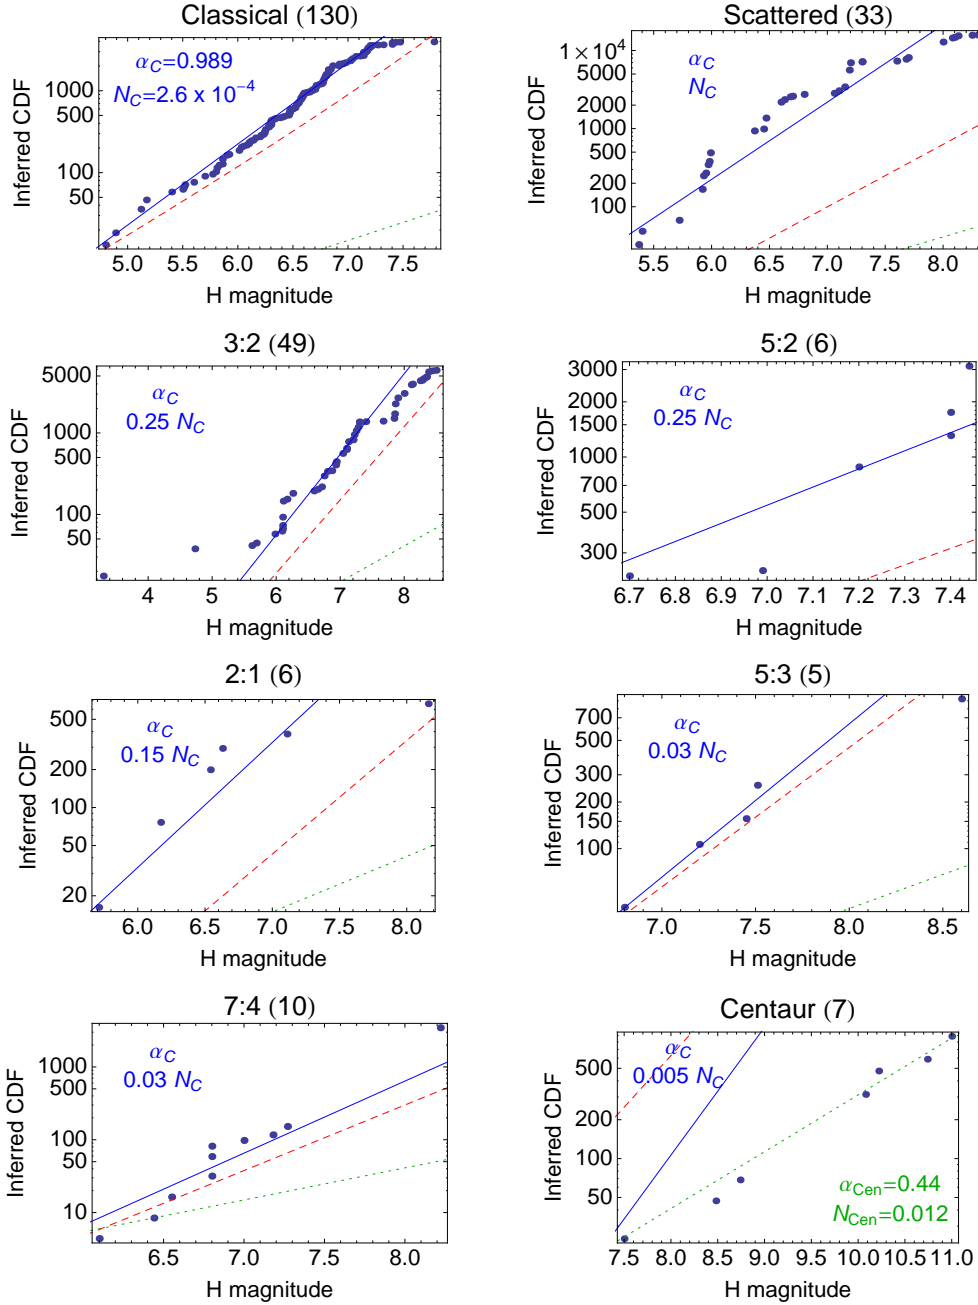 Classical (130)
α_C=0.989
N_C=2.6 x 10^-4
Inferred CDF
1000
500
100
50
5.0 5.5 6.0 6.5 7.0 7.5
H magnitude
Scattered (33)
α_C
N_C
Inferred CDF
1×10^4
5000
1000
500
200
100
5.5 6.0 6.5 7.0 7.5 8.0
H magnitude
3:2 (49)
α_C
0.25 N_C
Inferred CDF
5000
1000
500
100
50
4 5 6 7 8
H magnitude
5:2 (6)
α_C
0.25 N_C
Inferred CDF
3000
2000
1500
1000
700
500
300
6.7 6.8 6.9 7.0 7.1 7.2 7.3 7.4
H magnitude
2:1 (6)
α_C
0.15 N_C
Inferred CDF
500
200
100
50
20
6.0 6.5 7.0 7.5 8.0
H magnitude
5:3 (5)
α_C
0.03 N_C
Inferred CDF
700
500
300
200
150
100
7.0 7.5 8.0 8.5
H magnitude
7:4 (10)
α_C
0.03 N_C
Inferred CDF
1000
500
100
50
10
6.5 7.0 7.5 8.0
H magnitude
Centaur (7)
α_C
0.005 N_C
Inferred CDF
500
100
50
α_Cen=0.44
N_Cen=0.012
7.5 8.0 8.5 9.0 9.5 10.0 10.5 11.0
H magnitude